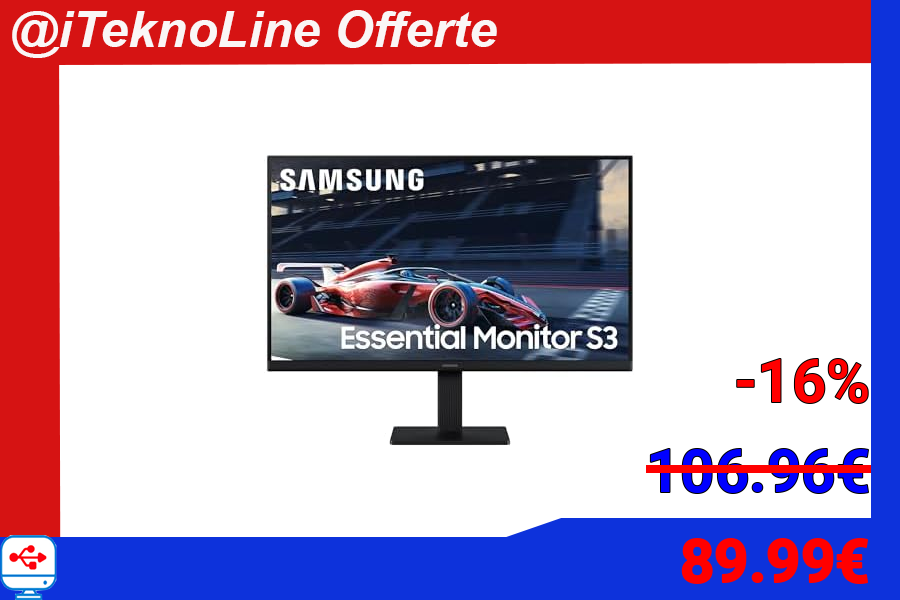 @iTeknoLine Offerte
SAMSUNG
Essential Monitor S3
-16%
106.96€
89.99€